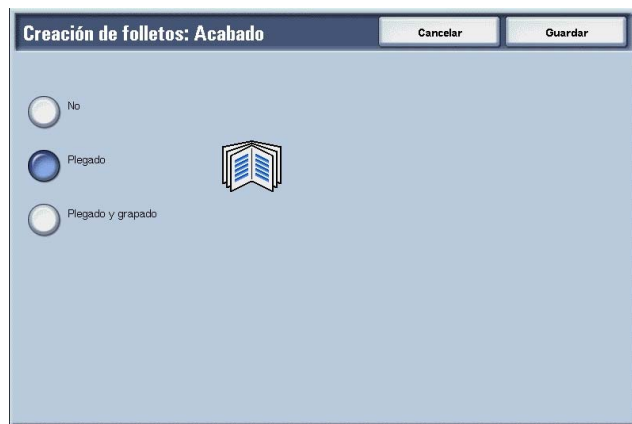 Creación de folletos: Acabado
Cancelar
Guardar
No
Plegado
Plegado y grapado